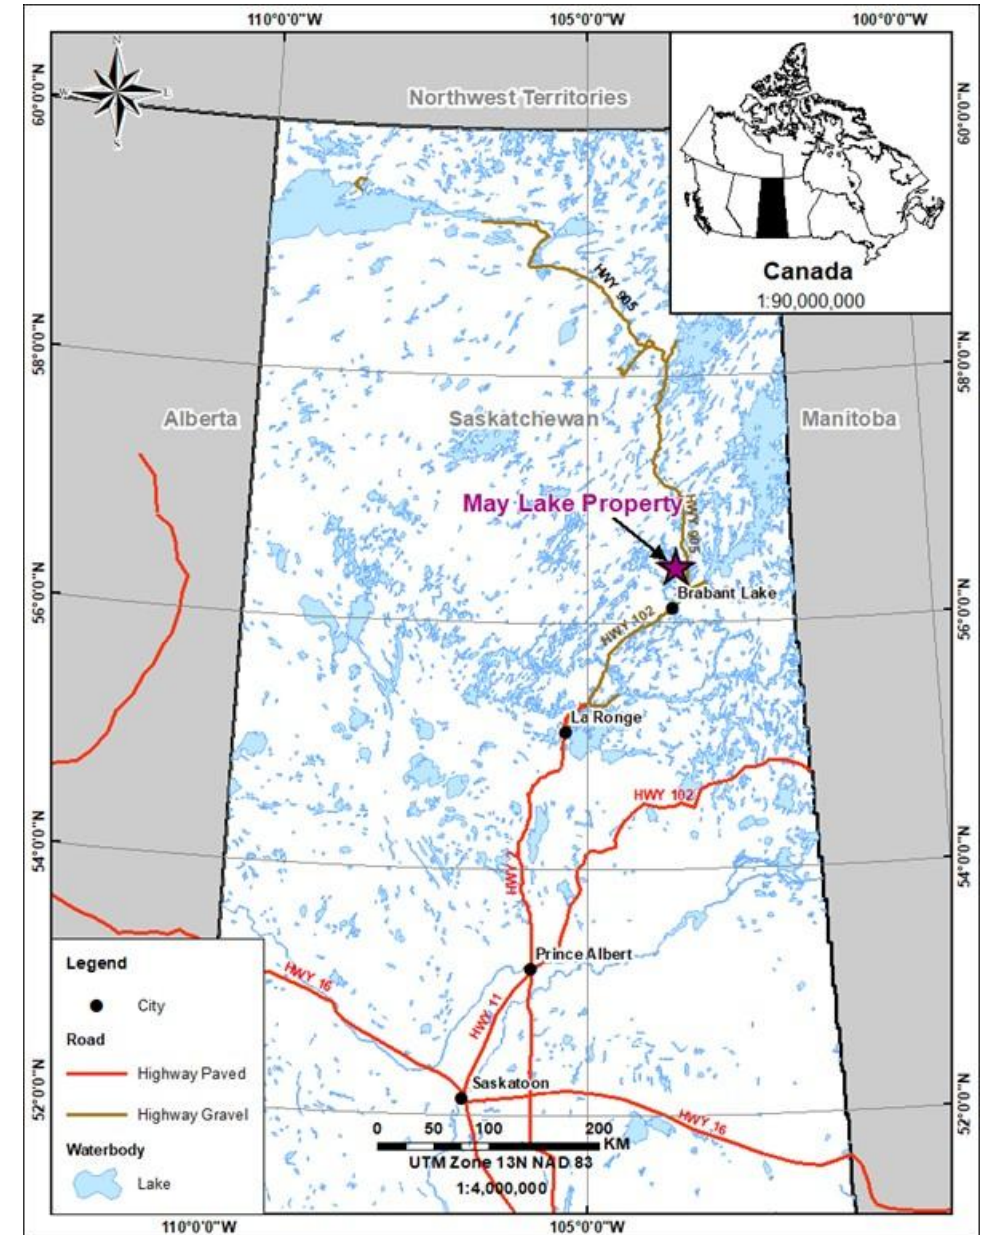 110°0'0"W
105°0'0"W
100°0'0"W
N
W
E
S
60°0'0"N
60°0'0"N
Northwest Territories
Canada
1:90,000,000
HWY 905
58°0'0"N
58°0'0"N
Alberta
Saskatchewan
Manitoba
May Lake Property
HWY 905
56°0'0"N
56°0'0"N
Brabant Lake
HWY 102
La Ronge
HWY 102
54°0'0"N
54°0'0"N
HWY 2
Prince Albert
HWY 16
HWY 11
Saskatoon
52°0'0"N
52°0'0"N
HWY 16
Legend
City
Road
Highway Paved
Highway Gravel
Waterbody
Lake
0 50 100 200
KM
UTM Zone 13N NAD 83
1:4,000,000
110°0'0"W
105°0'0"W